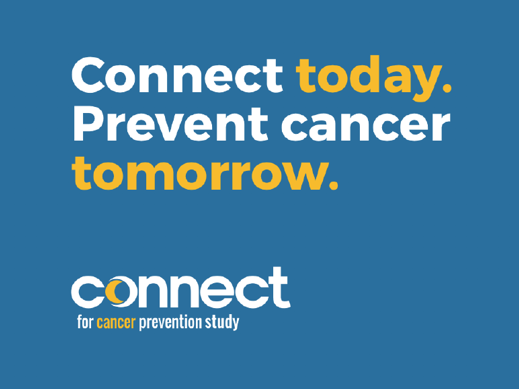 Connect today.
Prevent cancer
tomorrow.
connect
for cancer prevention study